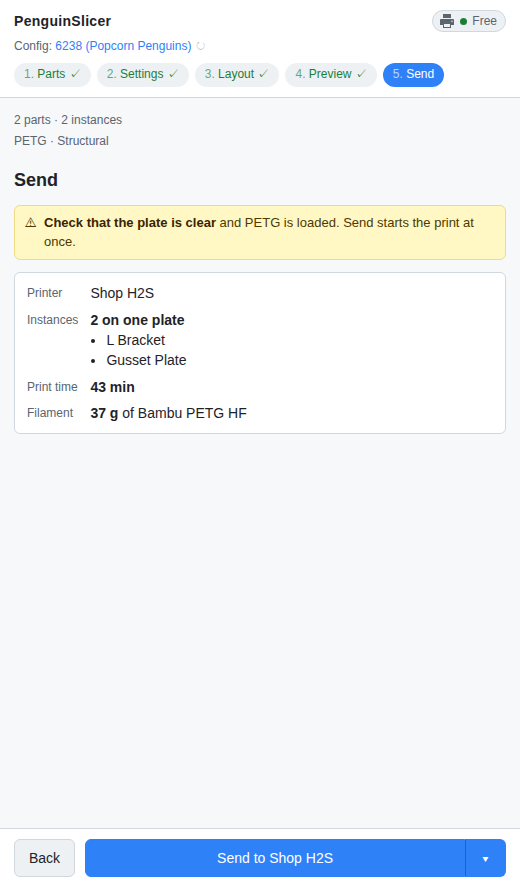 PenguinSlicer
Free
Config: 6238 (Popcorn Penguins)
1. Parts ✓
2. Settings ✓
3. Layout ✓
4. Preview ✓
5. Send
2 parts · 2 instances
PETG · Structural
Send
⚠ Check that the plate is clear and PETG is loaded. Send starts the print at
once.
Printer Shop H2S
Instances 2 on one plate
• L Bracket
• Gusset Plate
Print time 43 min
Filament 37 g of Bambu PETG HF
Back
Send to Shop H2S ▼